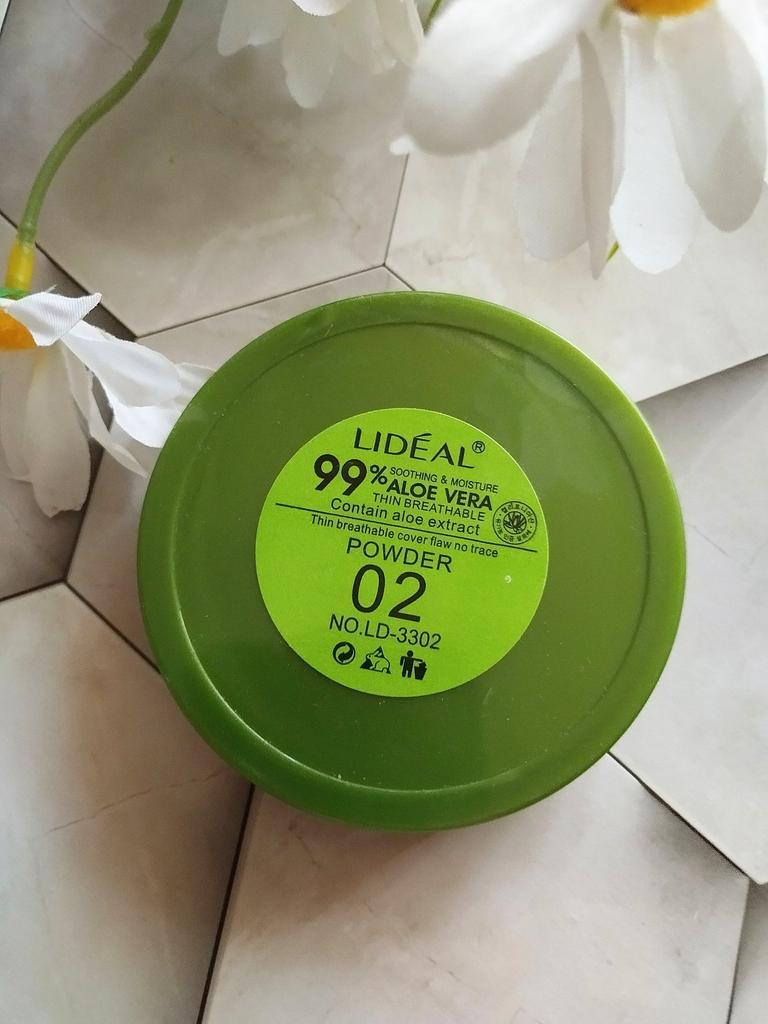 LIDÉAL®
99% SOOTHING & MOISTURE
ALOE VERA
THIN BREATHABLE
Contain aloe extract
Thin breathable cover flaw no trace
POWDER
02
NO.LD-3302